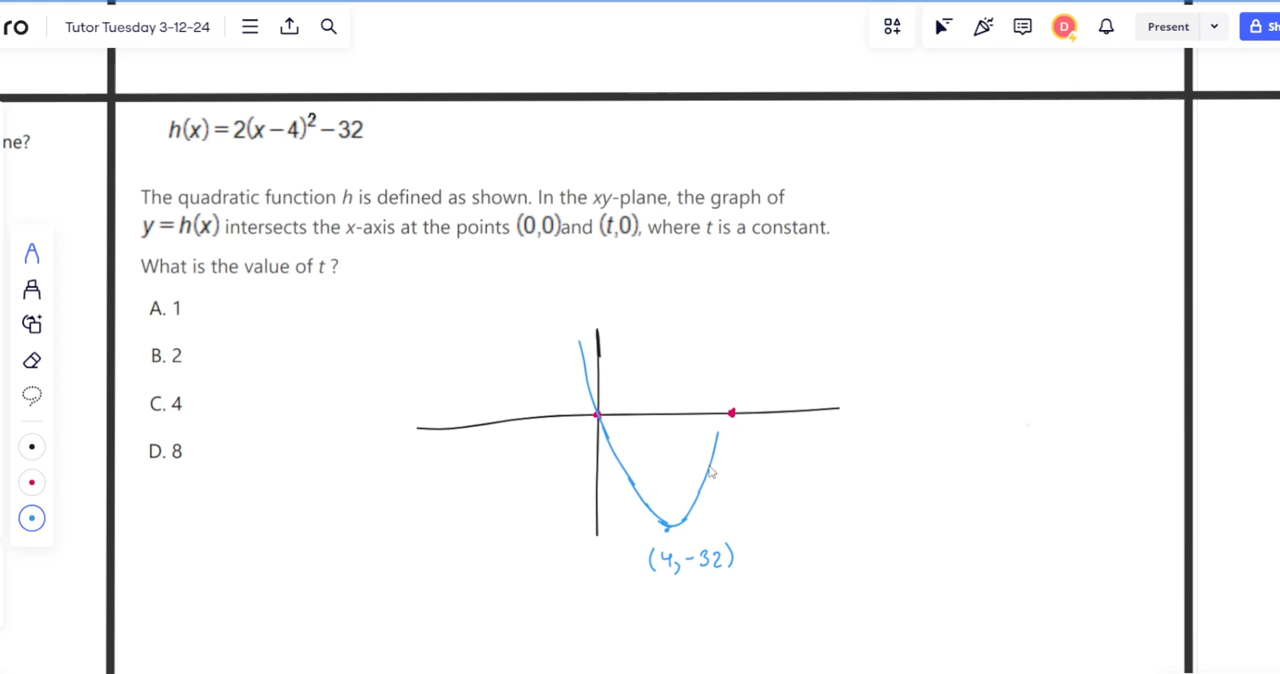 ro
Tutor Tuesday 3-12-24
D
Present
Sh
ne?
h(x) = 2(x − 4)² − 32
The quadratic function h is defined as shown. In the xy-plane, the graph of
y = h(x) intersects the x-axis at the points (0,0)and (t,0), where t is a constant.
What is the value of t ?
A. 1
B. 2
C. 4
D. 8
(4, -32)